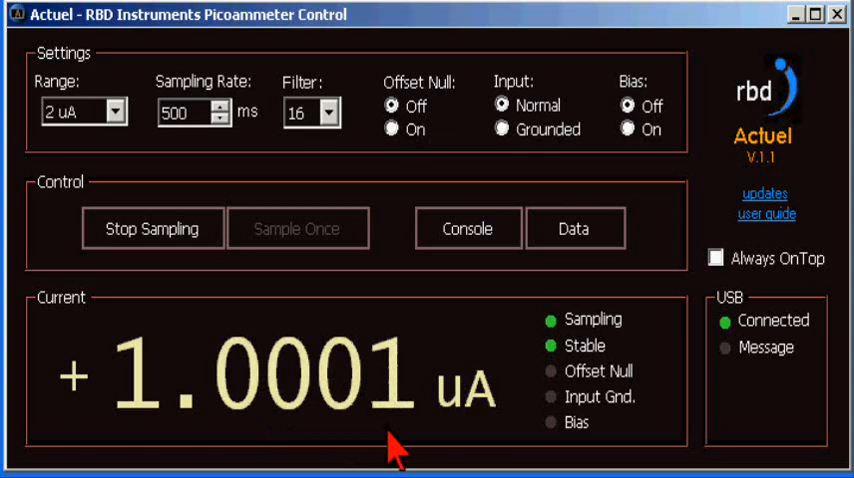 Actuel - RBD Instruments Picoammeter Control
Settings
Range: Sampling Rate: Filter: Offset Null: Input: Bias:
2 uA 500 ms 16 Off Normal Off
On Grounded On
rbd
Actuel
V.1.1
updates
user guide
Control
Stop Sampling Sample Once Console Data
Always OnTop
Current
+ 1.0001 uA
Sampling
Stable
Offset Null
Input Gnd.
Bias
USB
Connected
Message